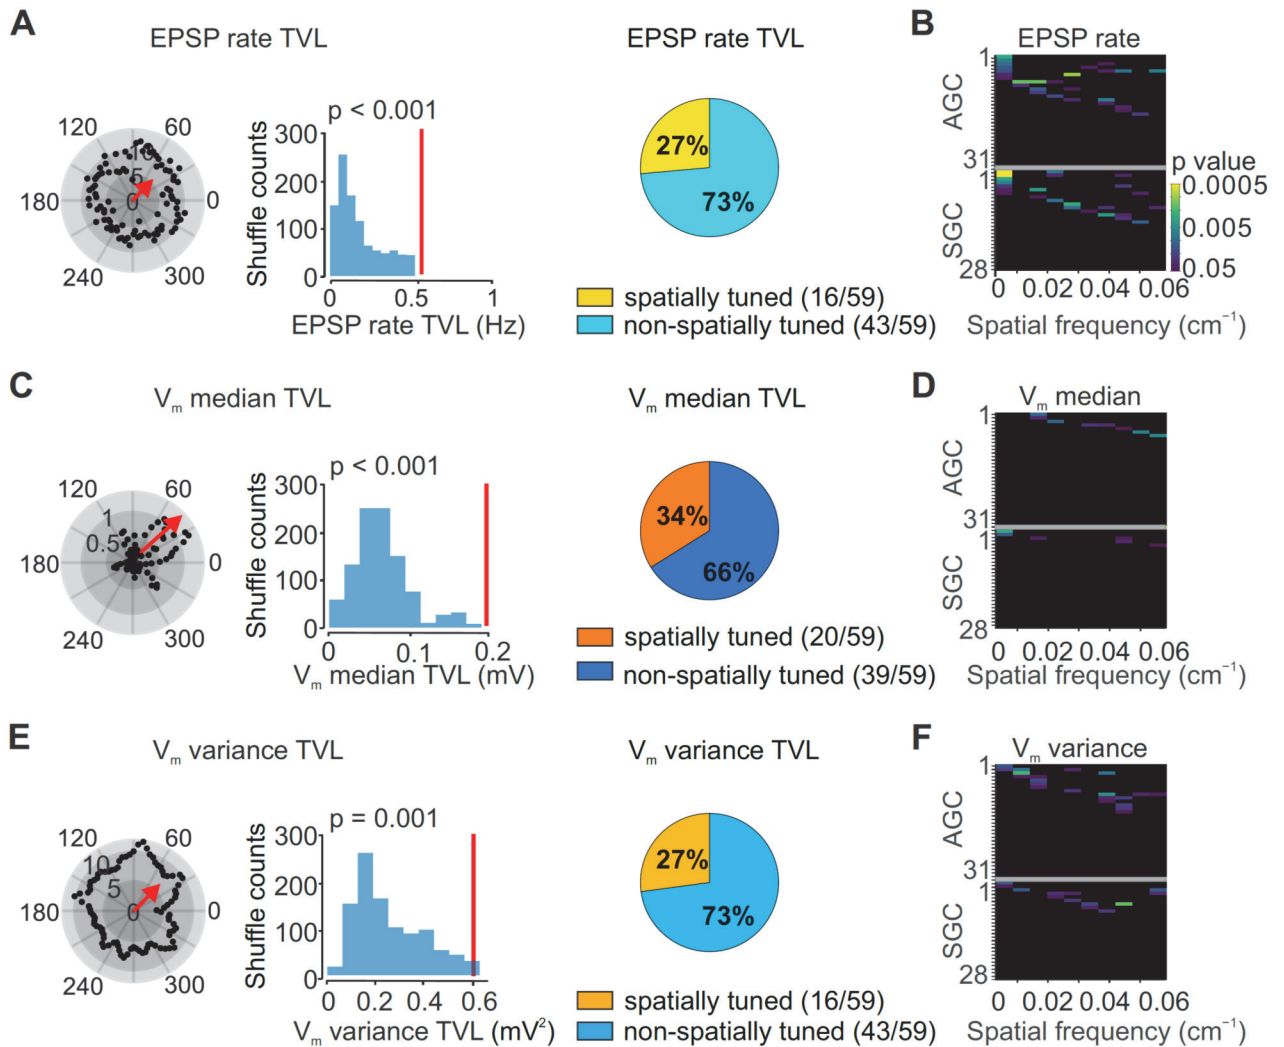 A
EPSP rate TVL
120
60
10
5
0
180
0
240
300
p < 0.001
300
200
100
0
Shuffle counts
0
0.5
1
EPSP rate TVL (Hz)
EPSP rate TVL
27%
73%
spatially tuned (16/59)
non-spatially tuned (43/59)
B
EPSP rate
1
AGC
31
1
SGC
28
p value
0.0005
0.005
0.05
0 0.02 0.04 0.06
Spatial frequency (cm⁻¹)
C
Vm median TVL
120
60
1
0.5
180
0
240
300
p < 0.001
300
200
100
0
Shuffle counts
0
0.1
0.2
Vm median TVL (mV)
Vm median TVL
34%
66%
spatially tuned (20/59)
non-spatially tuned (39/59)
D
Vm median
1
AGC
31
1
SGC
28
0 0.02 0.04 0.06
Spatial frequency (cm⁻¹)
E
Vm variance TVL
120
60
10
5
0
180
0
240
300
p = 0.001
300
200
100
0
Shuffle counts
0
0.2
0.4
0.6
Vm variance TVL (mV²)
Vm variance TVL
27%
73%
spatially tuned (16/59)
non-spatially tuned (43/59)
F
Vm variance
1
AGC
31
1
SGC
28
0 0.02 0.04 0.06
Spatial frequency (cm⁻¹)